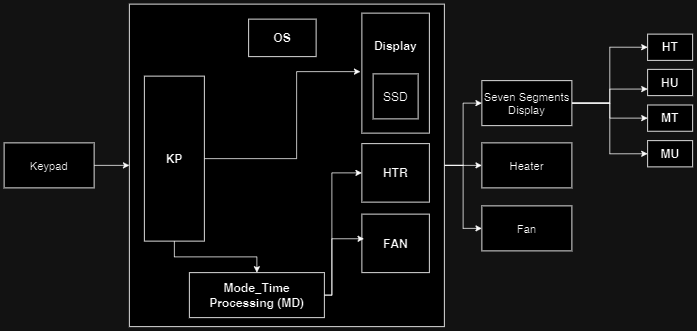 OS
Display
SSD
KP
HTR
FAN
Mode_Time
Processing (MD)
Keypad
Seven Segments
Display
Heater
Fan
HT
HU
MT
MU